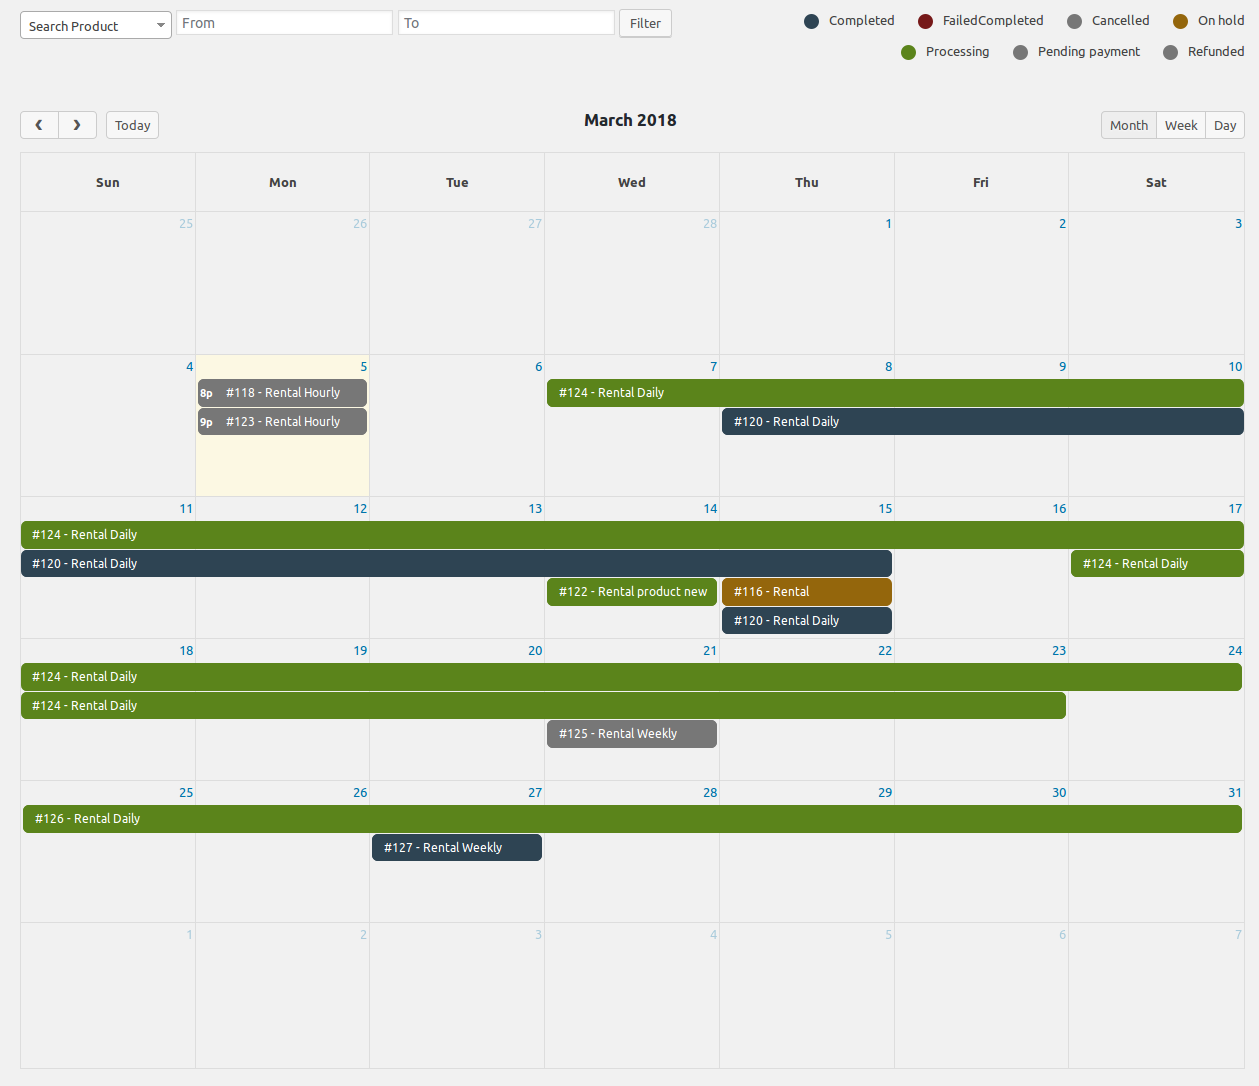 Search Product From To Filter Completed FailedCompleted Cancelled On hold
Processing Pending payment Refunded
Today March 2018 Month Week Day
Sun Mon Tue Wed Thu Fri Sat
25 26 27 28 1 2 3
4 5 6 7 8 9 10
8p #118 - Rental Hourly #124 - Rental Daily
9p #123 - Rental Hourly #120 - Rental Daily
11 12 13 14 15 16 17
#124 - Rental Daily
#120 - Rental Daily #124 - Rental Daily
#122 - Rental product new #116 - Rental
#120 - Rental Daily
18 19 20 21 22 23 24
#124 - Rental Daily
#124 - Rental Daily
#125 - Rental Weekly
25 26 27 28 29 30 31
#126 - Rental Daily
#127 - Rental Weekly
1 2 3 4 5 6 7